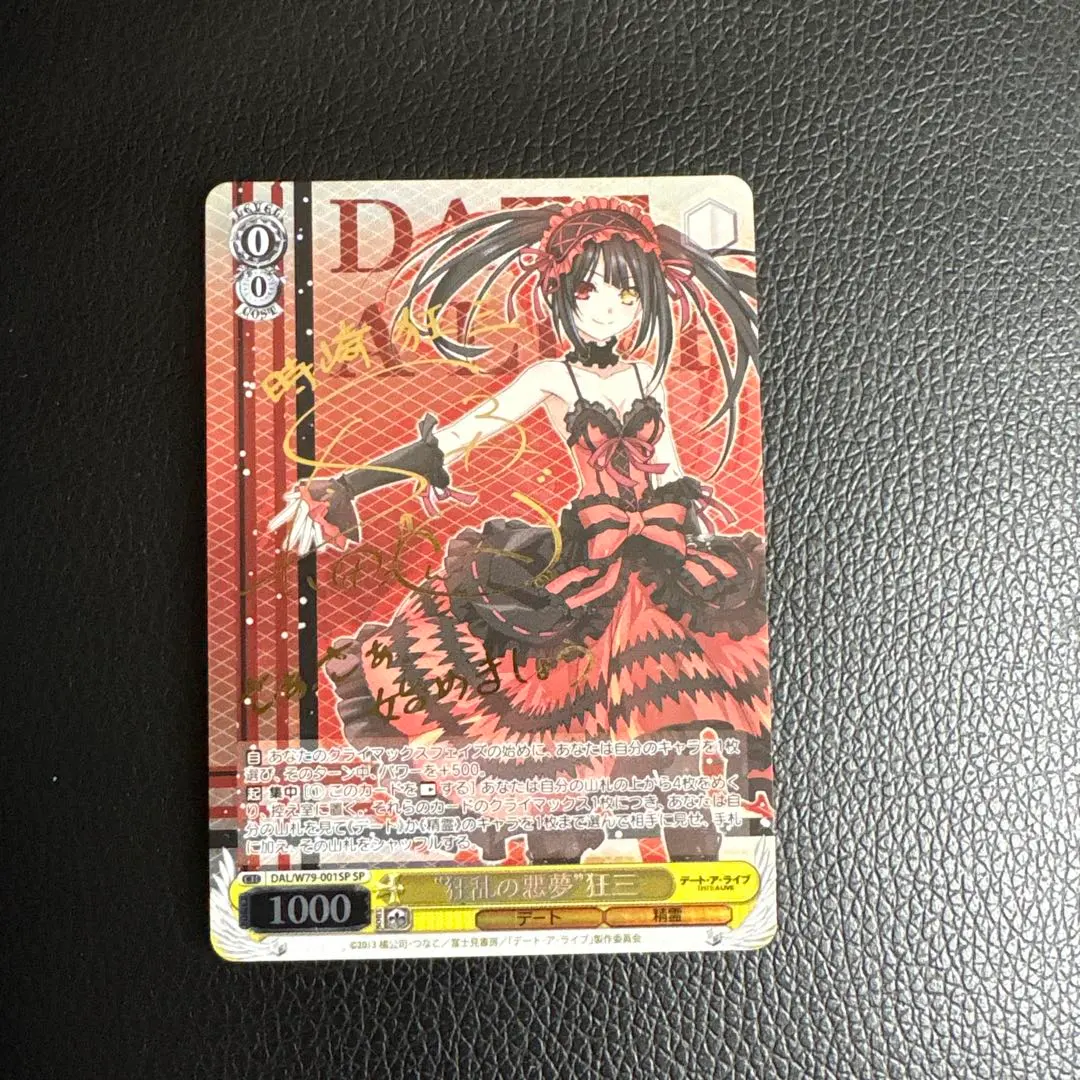 LEVEL
0
0
COST
DATE
A LIVE
時崎 狂三
さぁ さぁ
始めましょう
自 あなたのクライマックスフェイズの始めに、あなたは自分のキャラを1枚
選び、そのターン中、パワーを+500。
起 集中 [① このカードを する] あなたは自分の山札の上から4枚をめく
り、控え室に置く。それらのカードのクライマックス1枚につき、あなたは自
分の山札を見て《デート》か《精霊》のキャラを1枚まで選んで相手に見せ、手札
に加え、その山札をシャッフルする。
DAL/W79-001SP SP
“狂乱の悪夢”狂三
デート・ア・ライブ
DATE A LIVE
1000
SOUL
デート
精霊
©2013 橘公司・つなこ／富士見書房／「デート・ア・ライブ」製作委員会